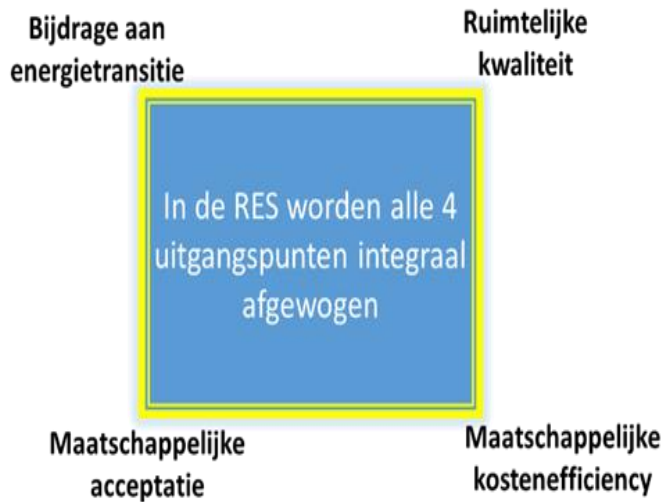 Bijdrage aan
energietransitie
Ruimtelijke
kwaliteit
In de RES worden alle 4
uitgangspunten integraal
afgewogen
Maatschappelijke
acceptatie
Maatschappelijke
kostenefficiency